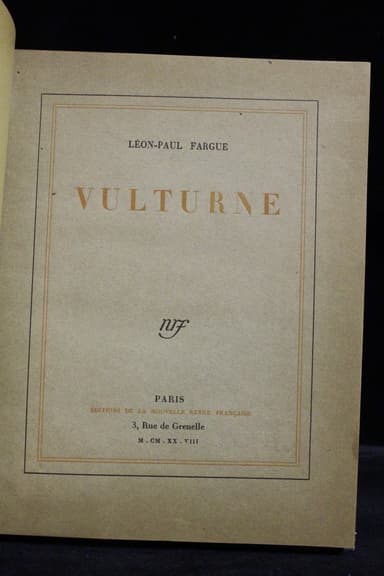 LÉON-PAUL FARGUE
VULTURNE
nrf
PARIS
ÉDITIONS DE LA NOUVELLE REVUE FRANÇAISE
3, Rue de Grenelle
M . CM . XX . VIII